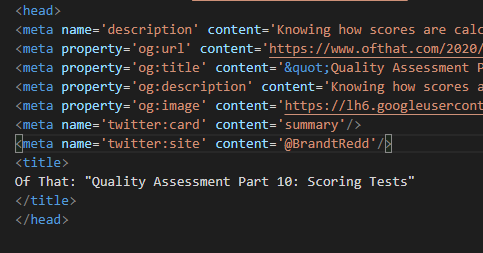 <head>
<meta name='description' content='Knowing how scores are calc
<meta property='og:url' content='https://www.ofthat.com/2020/
<meta property='og:title' content='&quot;Quality Assessment P
<meta property='og:description' content='Knowing how scores a
<meta property='og:image' content='https://lh6.googleusercont
<meta name='twitter:card' content='summary'/>
<meta name='twitter:site' content='@BrandtRedd'/>
<title>
Of That: "Quality Assessment Part 10: Scoring Tests"
</title>
</head>